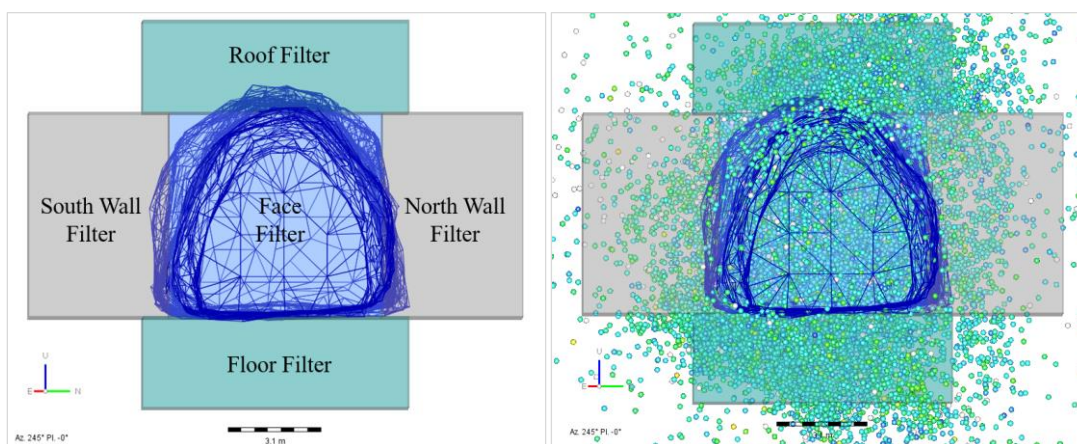 Roof Filter
South Wall
Filter
Face
Filter
North Wall
Filter
Floor Filter
U
E
N
Az. 245° Pl. -0°
3.1 m
U
E
N
Az. 245° Pl. -0°